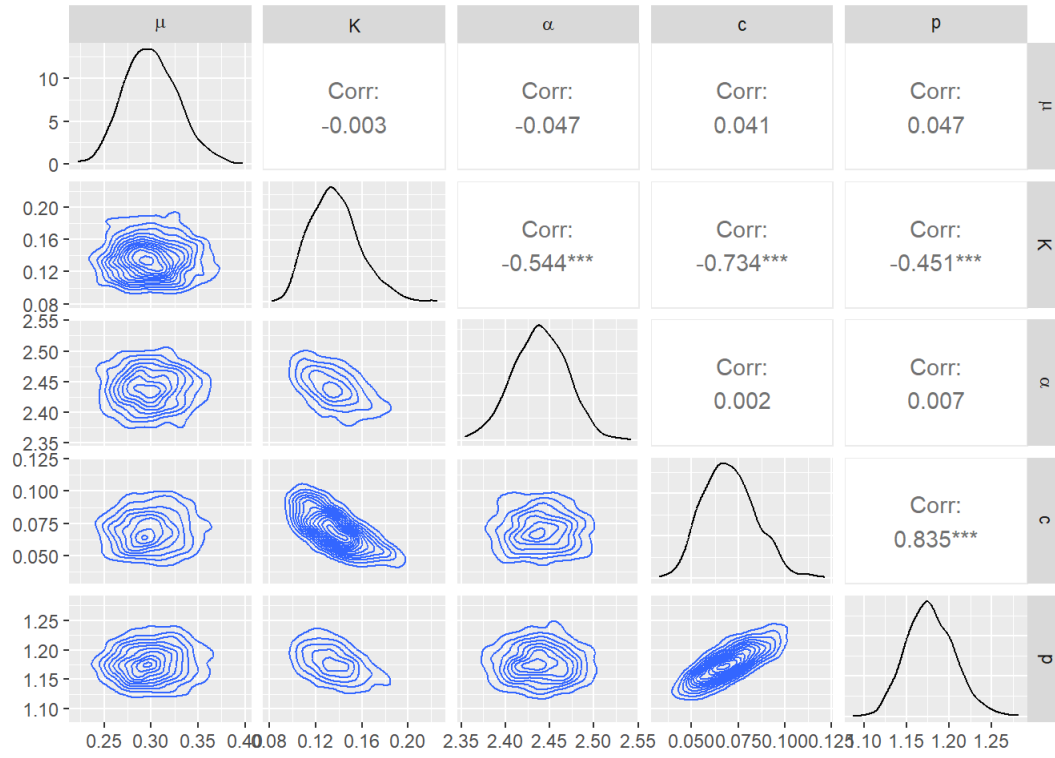 μ K α c p
10
5
0
Corr:
-0.003
Corr:
-0.047
Corr:
0.041
Corr:
0.047
μ
0.20
0.16
0.12
0.08
Corr:
-0.544***
Corr:
-0.734***
Corr:
-0.451***
K
2.55
2.50
2.45
2.40
2.35
Corr:
0.002
Corr:
0.007
α
0.125
0.100
0.075
0.050
Corr:
0.835***
c
1.25
1.20
1.15
1.10
p
0.25 0.30 0.35 0.40
0.08 0.12 0.16 0.20
2.35 2.40 2.45 2.50 2.55
0.050 0.075 0.100 0.125
1.10 1.15 1.20 1.25